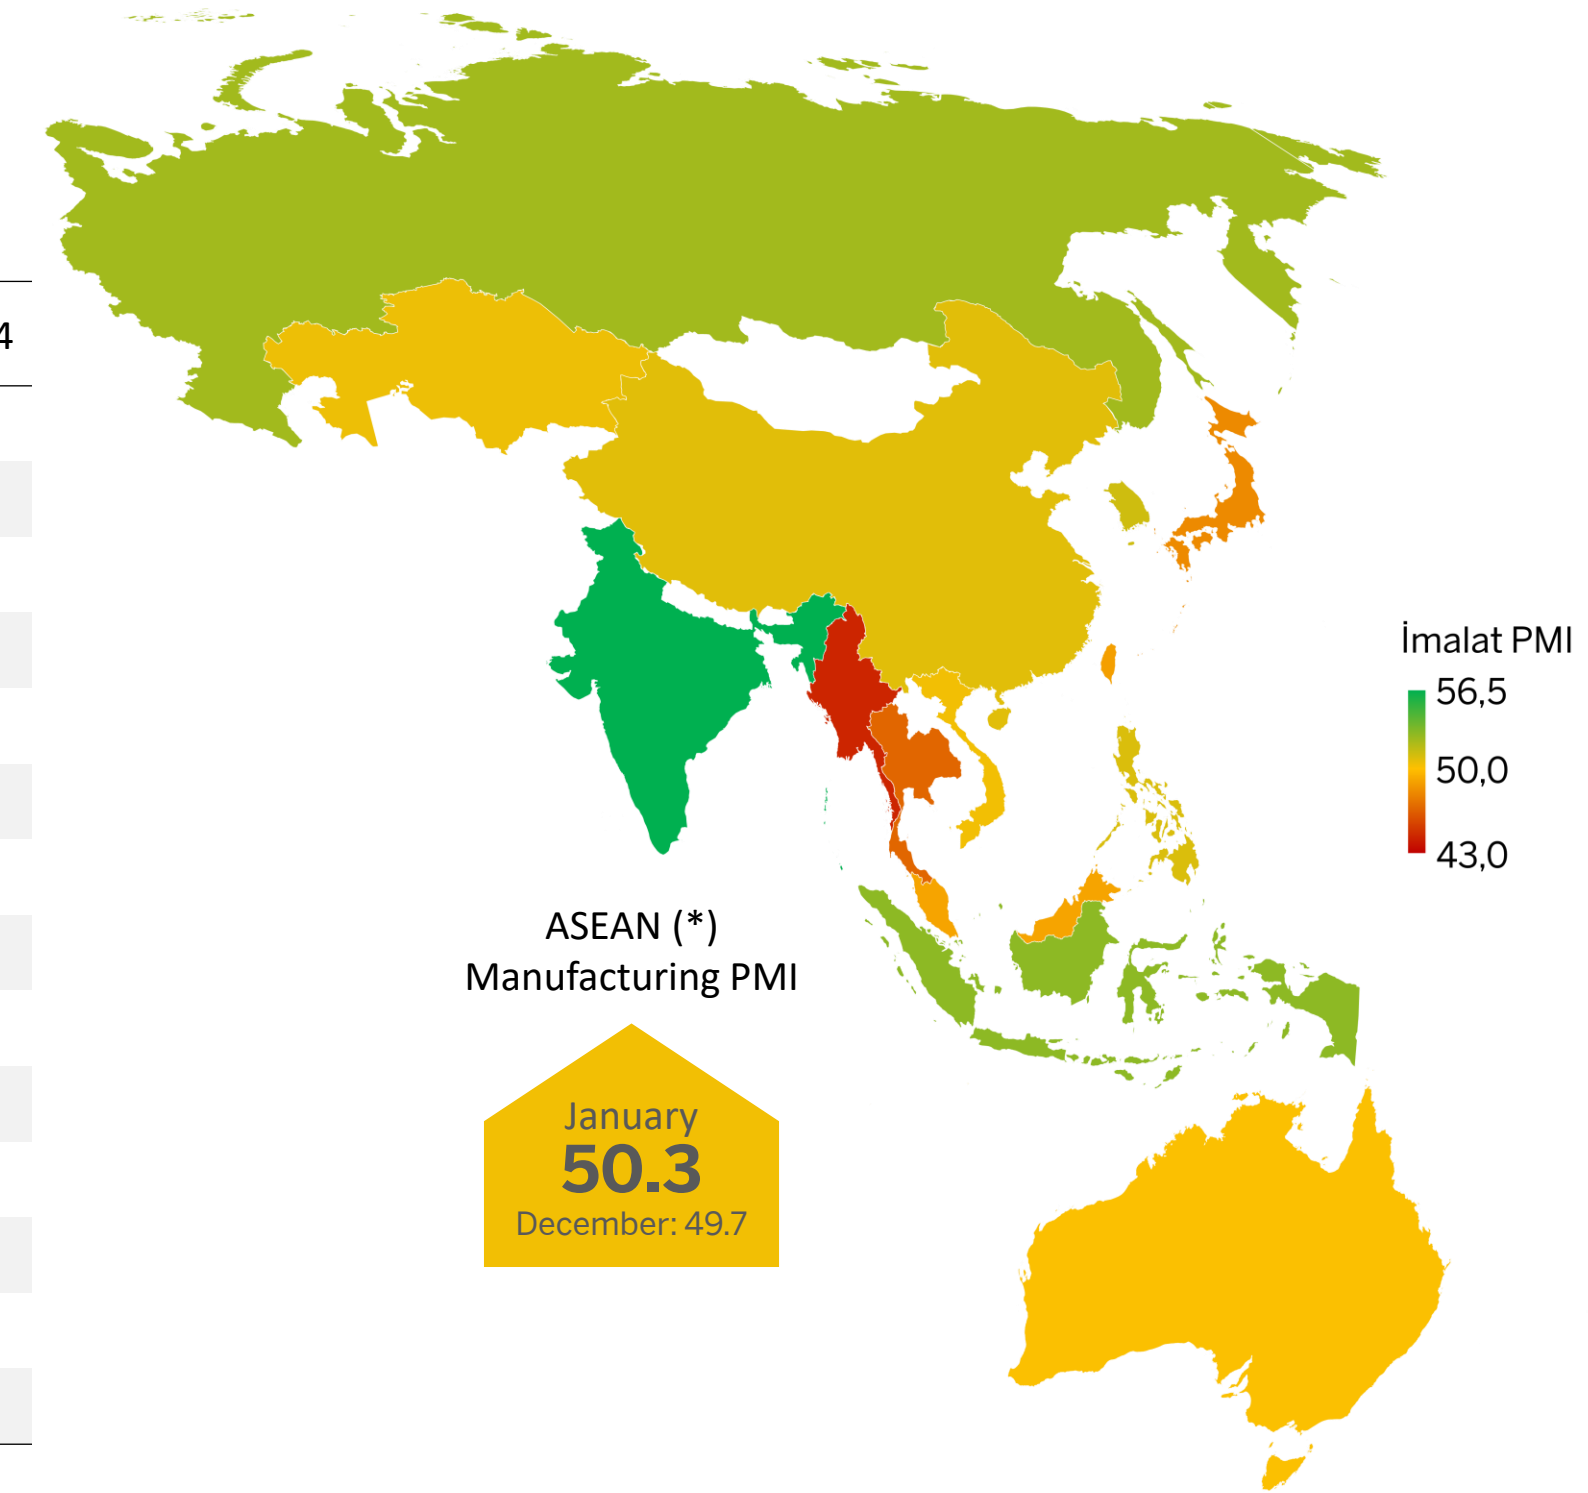 4
İmalat PMI
56,5
50,0
43,0
ASEAN (*)
Manufacturing PMI
January
50.3
December: 49.7